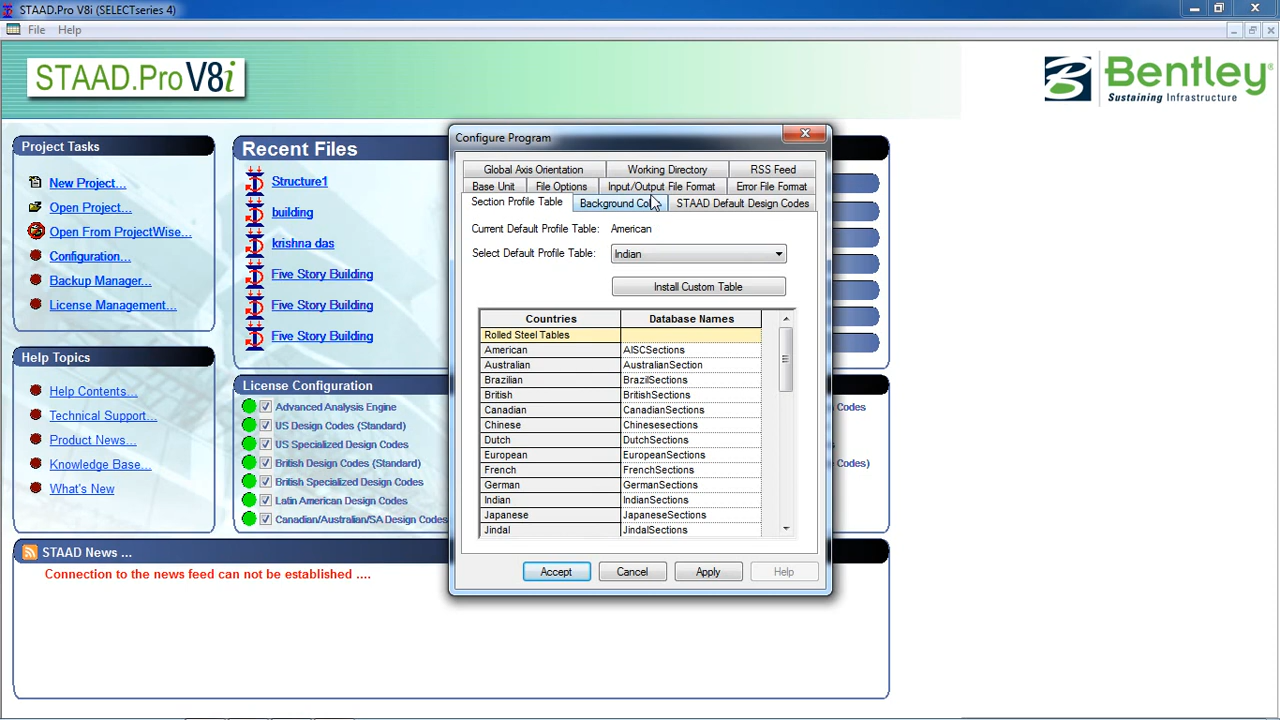 STAAD.Pro V8i (SELECTseries 4)
File Help
STAAD.Pro V8i
Bentley®
Sustaining Infrastructure
Project Tasks
New Project...
Open Project...
Open From ProjectWise...
Configuration...
Backup Manager...
License Management...
Help Topics
Help Contents...
Technical Support...
Product News...
Knowledge Base...
What's New
Recent Files
Structure1
building
krishna das
Five Story Building
Five Story Building
Five Story Building
License Configuration
Advanced Analysis Engine
US Design Codes (Standard)
US Specialized Design Codes
British Design Codes (Standard)
British Specialized Design Codes
Latin American Design Codes
Canadian/Australian/SA Design Codes
Codes
Codes)
Configure Program
Global Axis Orientation Working Directory RSS Feed
Base Unit File Options Input/Output File Format Error File Format
Section Profile Table Background STAAD Default Design Codes
Current Default Profile Table: American
Select Default Profile Table: Indian
Install Custom Table
Countries Database Names
Rolled Steel Tables
American AISCSections
Australian AustralianSection
Brazilian BrazilSections
British BritishSections
Canadian CanadianSections
Chinese Chinesesections
Dutch DutchSections
European EuropeanSections
French FrenchSections
German GermanSections
Indian IndianSections
Japanese JapaneseSections
Jindal JindalSections
Accept Cancel Apply Help
STAAD News ...
Connection to the news feed can not be established ....